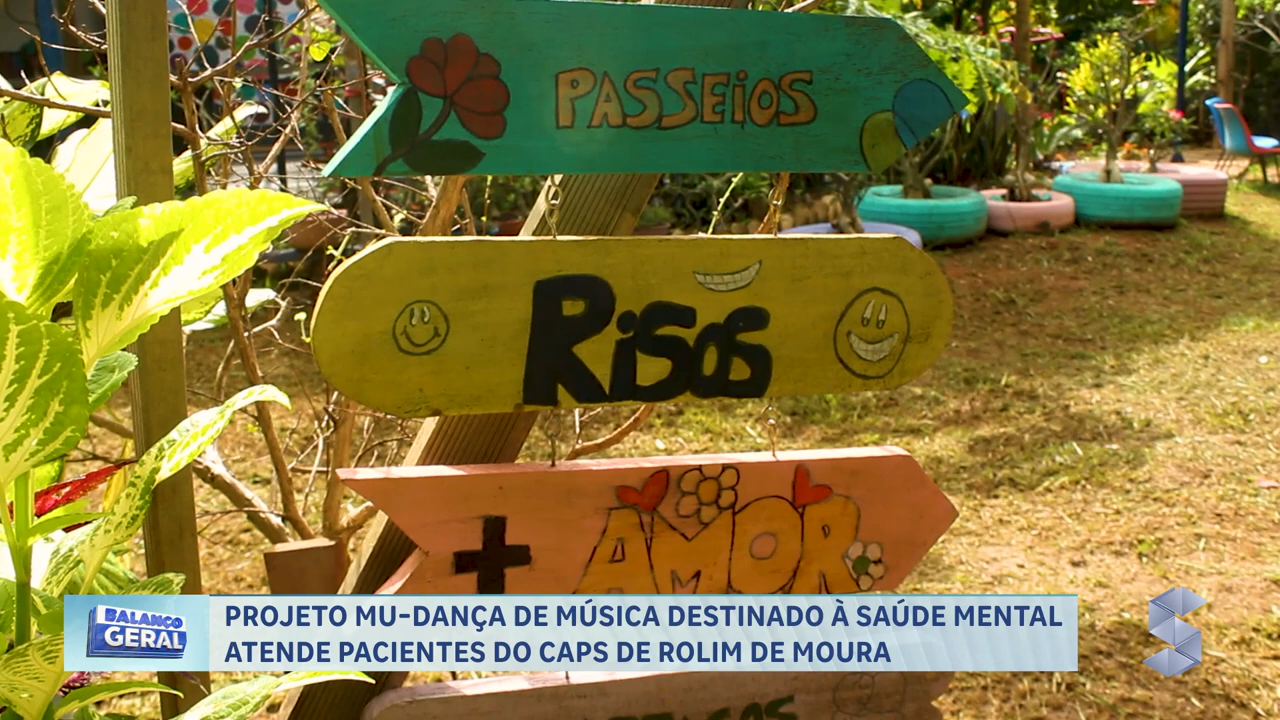 PASSEiOS
RiSOS
+ AMOR
BALANÇO
GERAL
PROJETO MU-DANÇA DE MÚSICA DESTINADO À SAÚDE MENTAL
ATENDE PACIENTES DO CAPS DE ROLIM DE MOURA